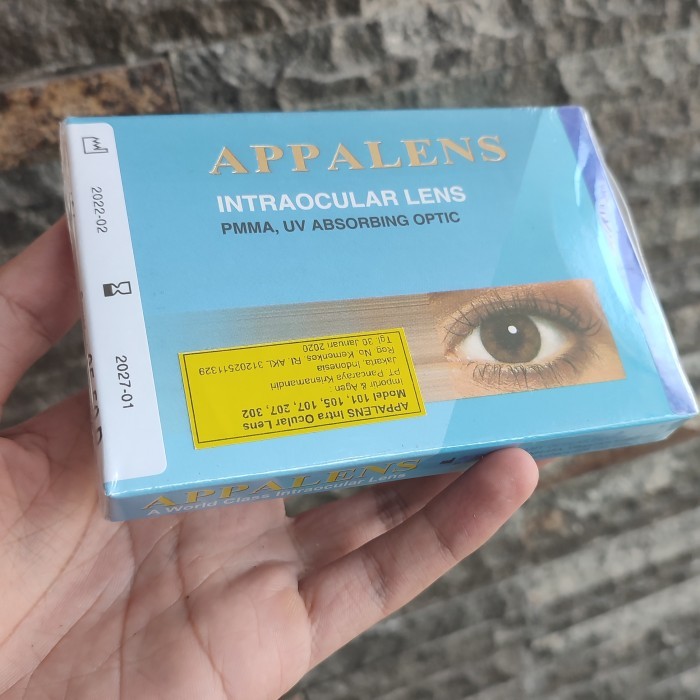 APPALENS
INTRAOCULAR LENS
PMMA, UV ABSORBING OPTIC
2022-02
2027-01
APPALENS Intra Ocular Lens
Model 101, 105, 107, 207, 302
Importir & Agen:
PT. Pancaraya Krisnamandiri
Jakarta, Indonesia
Reg. No. Kemenkes RI. AKL 31202511329
Tgl. 30 Januari 2020
APPALENS
A World Class Intraocular Lens